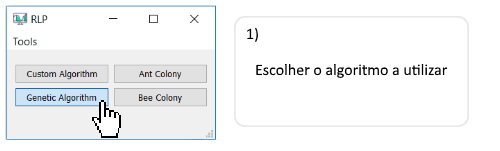 RLP
Tools
Custom Algorithm
Ant Colony
Genetic Algorithm
Bee Colony
1)
Escolher o algoritmo a utilizar